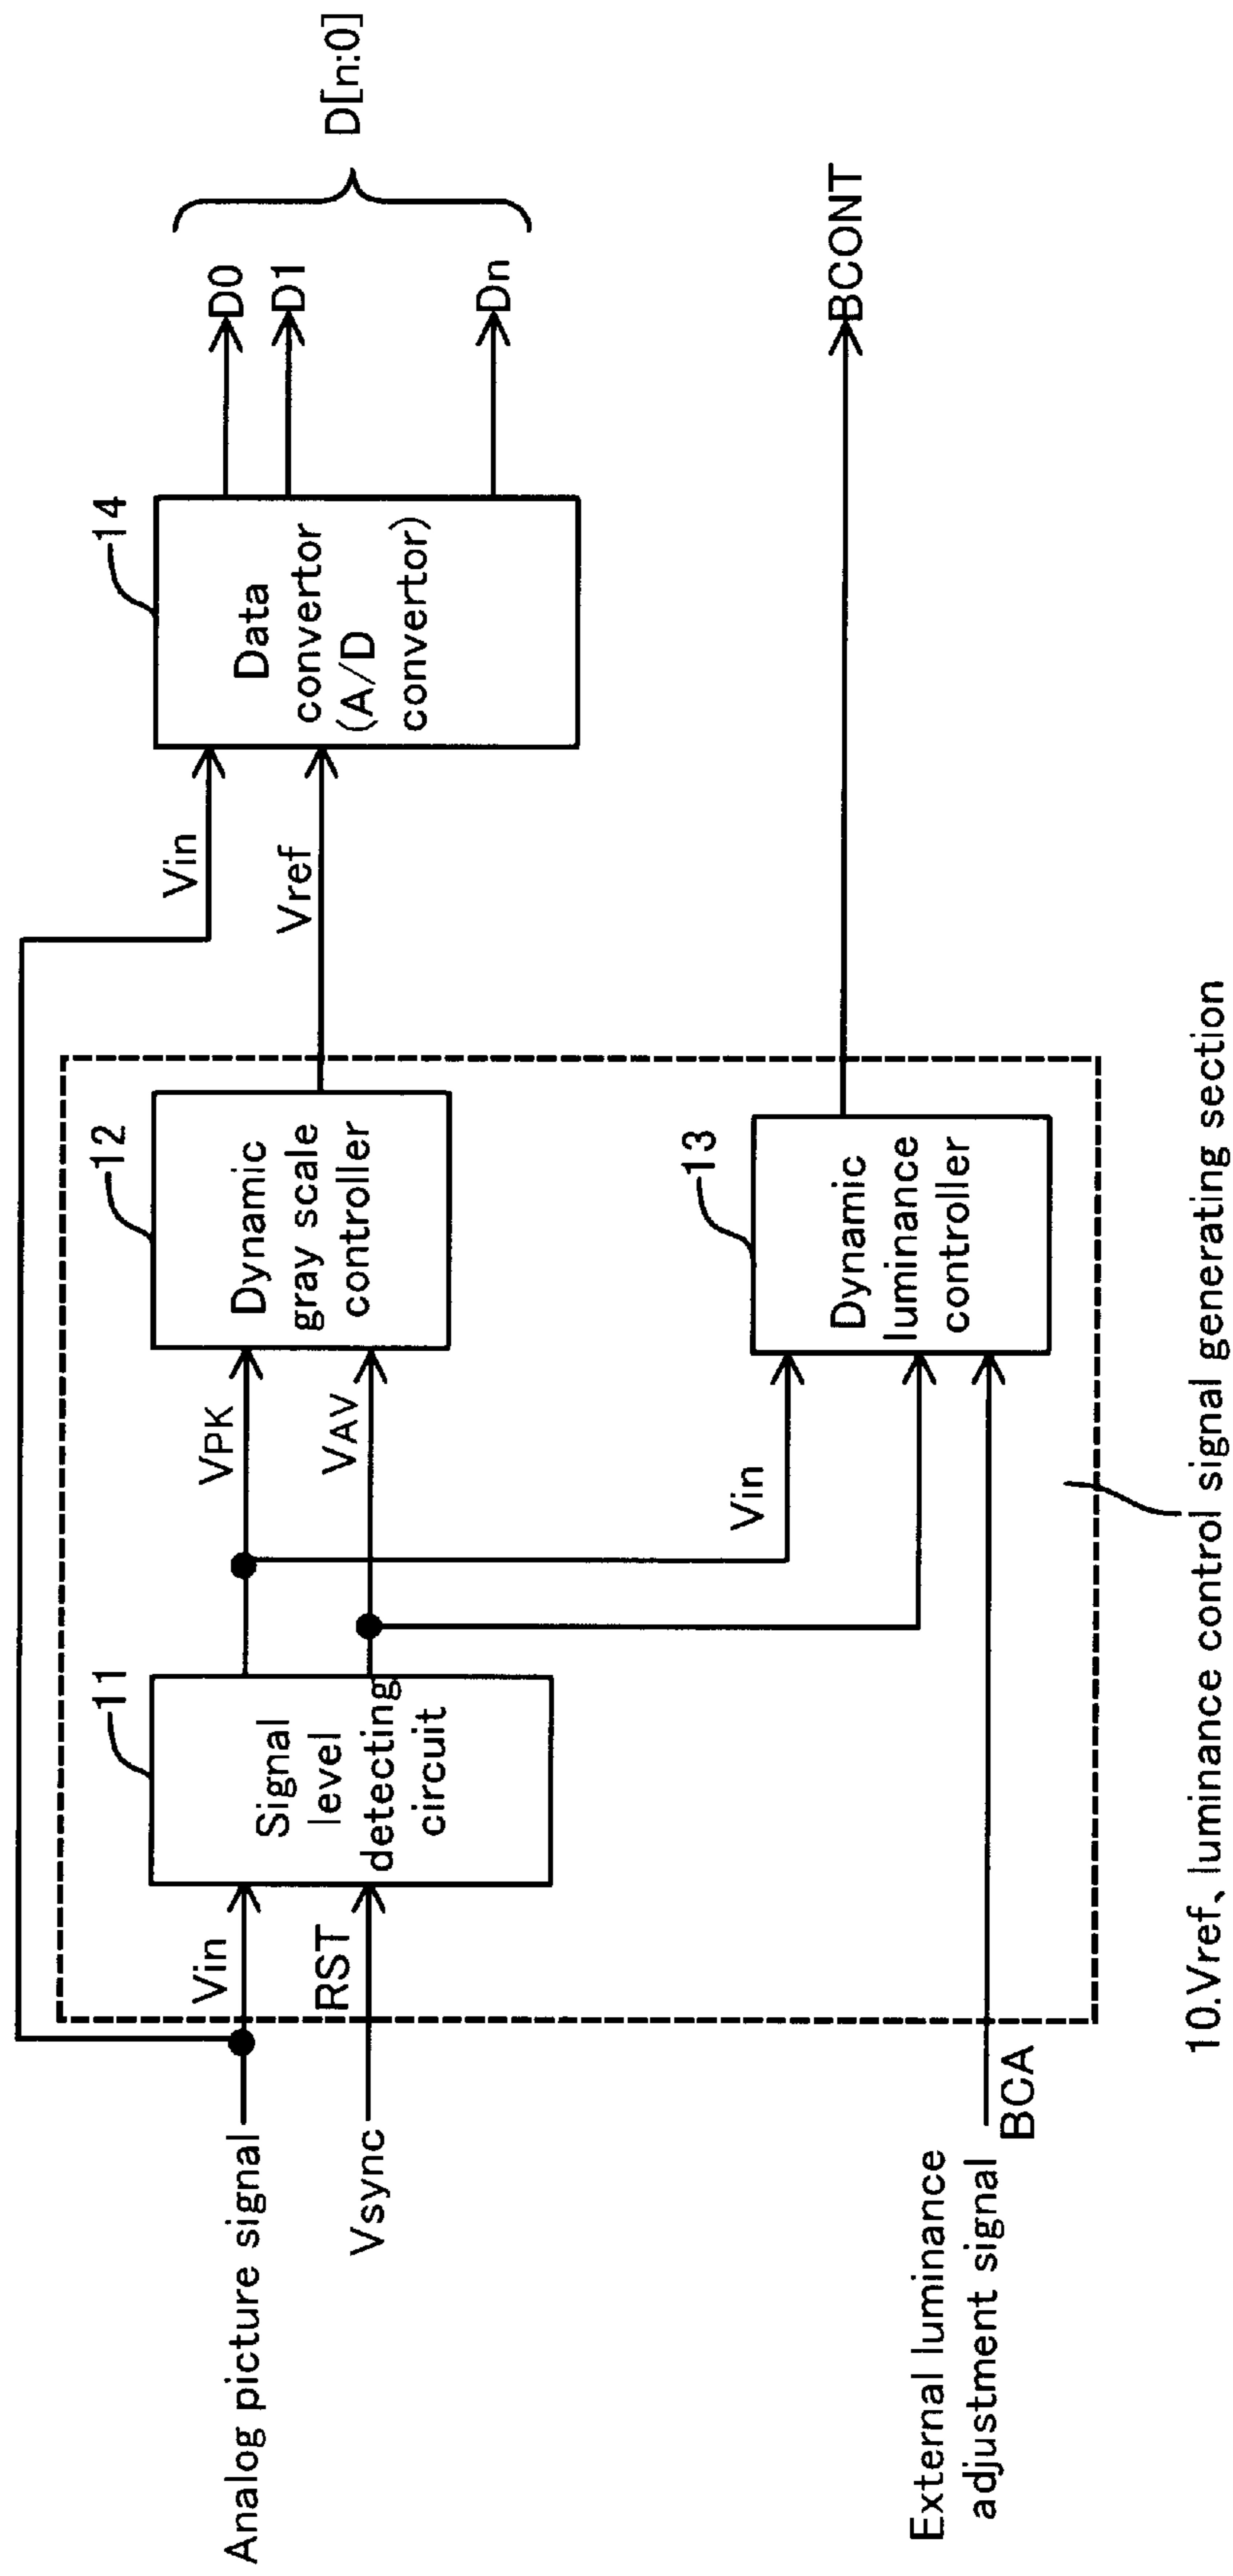 Analog picture signal
Vsync
External luminance
adjustment signal
BCA
Vin
RST
11
Signal
level
detecting
circuit
VPK
VAV
Vin
12
Dynamic
gray scale
controller
13
Dynamic
luminance
controller
Vin
Vref
14
Data
convertor
(A/D
convertor)
D0
D1
Dn
D[n:0]
BCONT
10.Vref、luminance control signal generating section